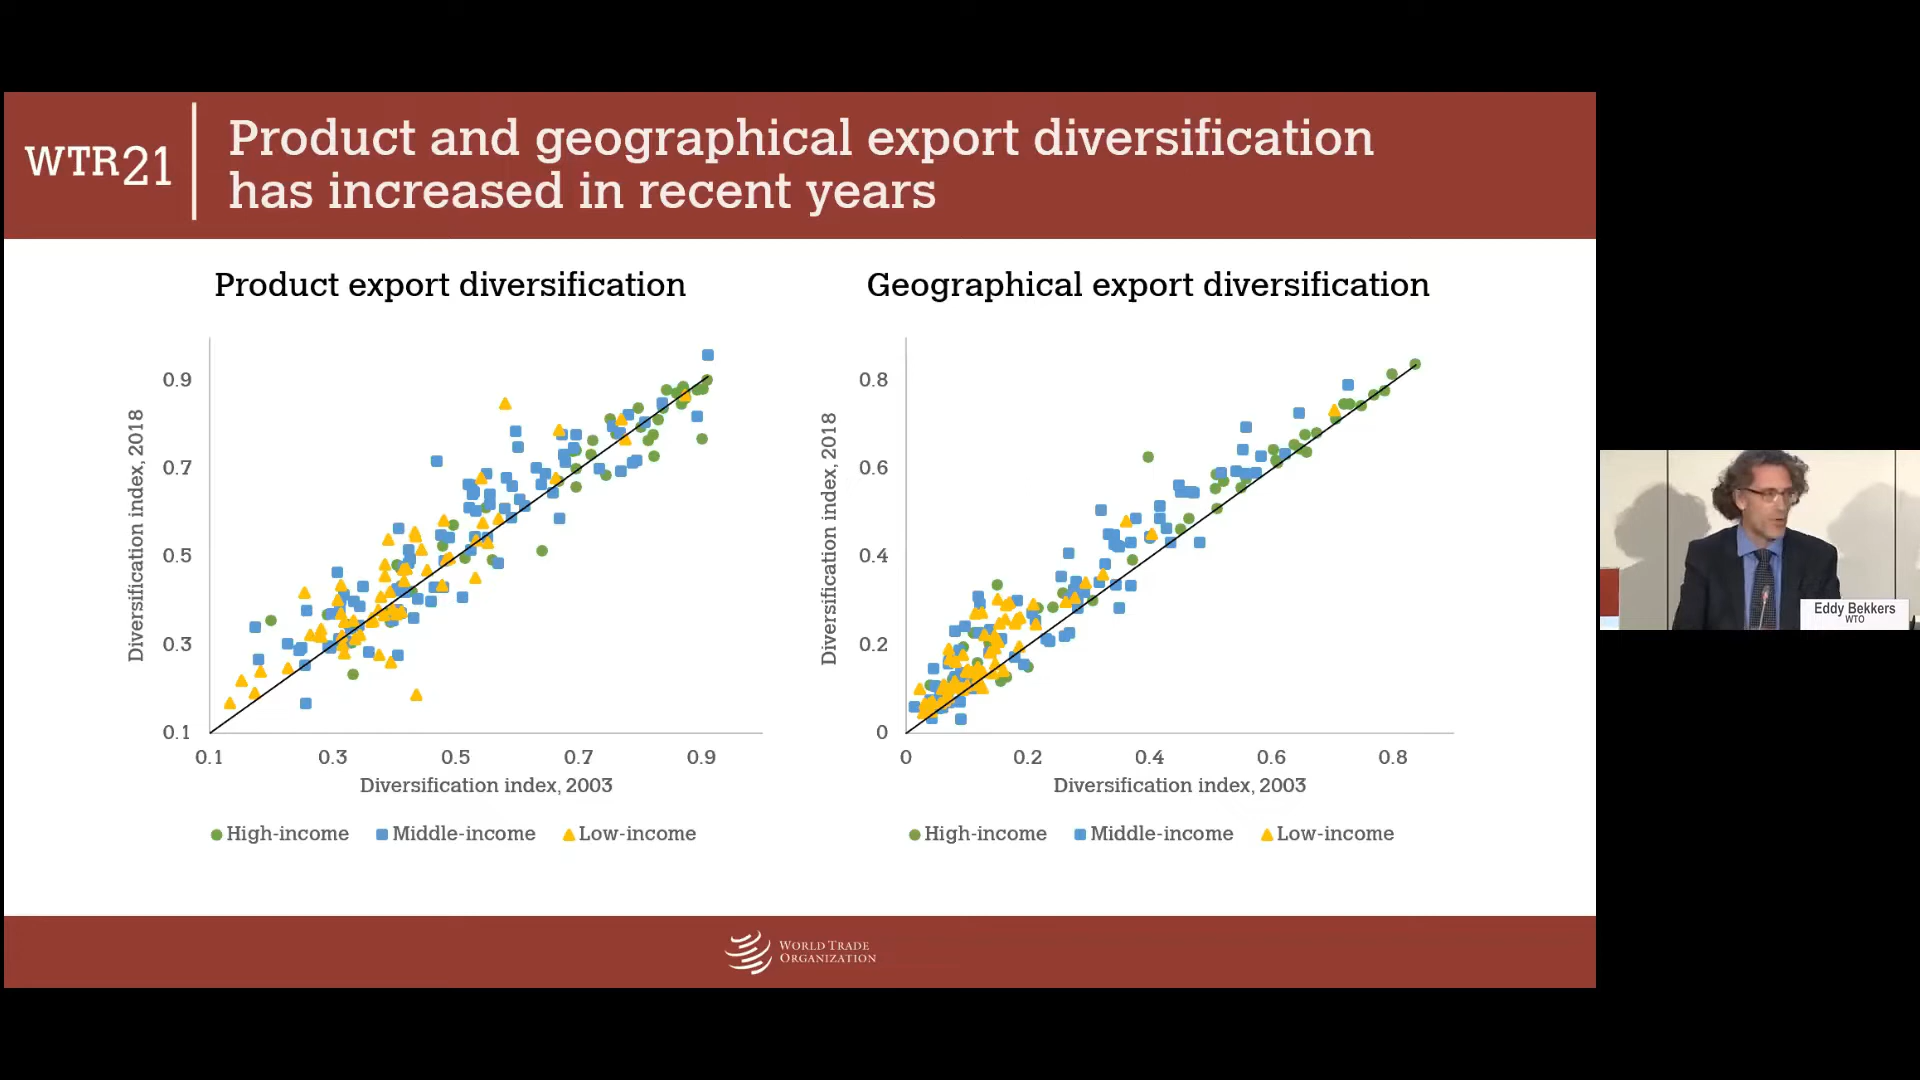 WTR21
Product and geographical export diversification
has increased in recent years
Product export diversification
Diversification index, 2018
0.9
0.7
0.5
0.3
0.1
0.1 0.3 0.5 0.7 0.9
Diversification index, 2003
High-income Middle-income Low-income
Geographical export diversification
Diversification index, 2018
0.8
0.6
0.4
0.2
0
0 0.2 0.4 0.6 0.8
Diversification index, 2003
High-income Middle-income Low-income
WORLD TRADE
ORGANIZATION
Eddy Bekkers
WTO